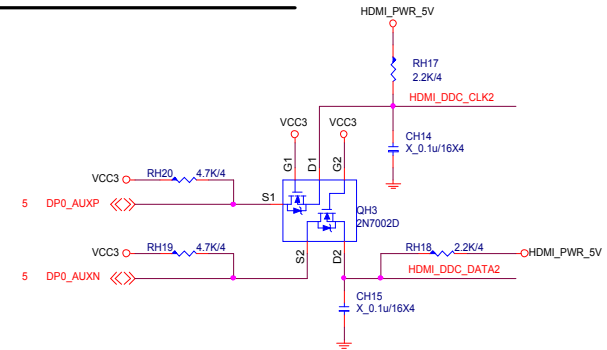 HDMI_PWR_5V
RH17
2.2K/4
HDMI_DDC_CLK2
VCC3
VCC3
CH14
X_0.1u/16X4
G1
D1
G2
VCC3
RH20
4.7K/4
S1
5
DP0_AUXP
QH3
2N7002D
VCC3
RH19
4.7K/4
S2
D2
RH18
2.2K/4
HDMI_PWR_5V
5
DP0_AUXN
HDMI_DDC_DATA2
CH15
X_0.1u/16X4